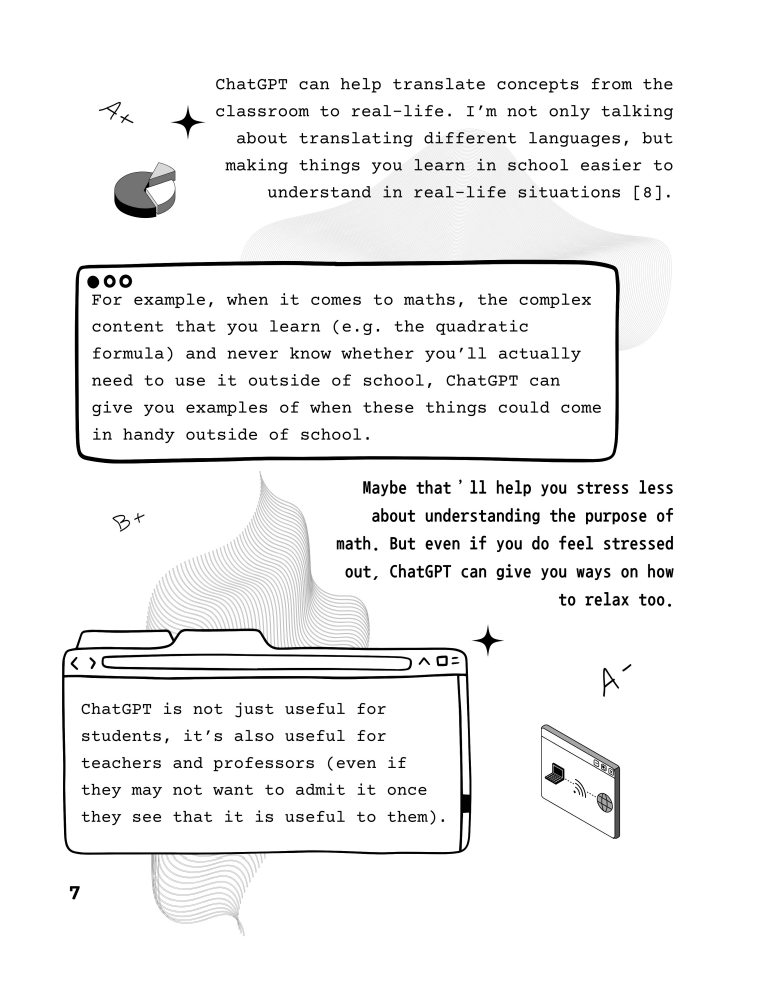 ChatGPT can help translate concepts from the
classroom to real-life. I'm not only talking
about translating different languages, but
making things you learn in school easier to
understand in real-life situations [8].
A+
For example, when it comes to maths, the complex
content that you learn (e.g. the quadratic
formula) and never know whether you'll actually
need to use it outside of school, ChatGPT can
give you examples of when these things could come
in handy outside of school.
Maybe that'll help you stress less
about understanding the purpose of
math. But even if you do feel stressed
out, ChatGPT can give you ways on how
to relax too.
B+
A-
ChatGPT is not just useful for
students, it's also useful for
teachers and professors (even if
they may not want to admit it once
they see that it is useful to them).
7